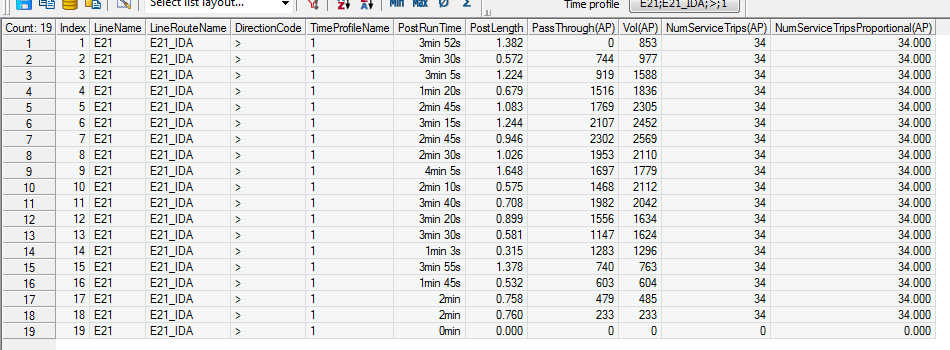 Select list layout... Min Max Ø Σ Time profile E21;E21_IDA;>;1
Count: 19 Index LineName LineRouteName DirectionCode TimeProfileName PostRunTime PostLength PassThrough(AP) Vol(AP) NumServiceTrips(AP) NumServiceTripsProportional(AP)
1 1 E21 E21_IDA > 1 3min 52s 1.382 0 853 34 34.000
2 2 E21 E21_IDA > 1 3min 30s 0.572 744 977 34 34.000
3 3 E21 E21_IDA > 1 3min 5s 1.224 919 1588 34 34.000
4 4 E21 E21_IDA > 1 1min 20s 0.679 1516 1836 34 34.000
5 5 E21 E21_IDA > 1 2min 45s 1.083 1769 2305 34 34.000
6 6 E21 E21_IDA > 1 3min 15s 1.244 2107 2452 34 34.000
7 7 E21 E21_IDA > 1 2min 45s 0.946 2302 2569 34 34.000
8 8 E21 E21_IDA > 1 2min 30s 1.026 1953 2110 34 34.000
9 9 E21 E21_IDA > 1 4min 5s 1.648 1697 1779 34 34.000
10 10 E21 E21_IDA > 1 2min 10s 0.575 1468 2112 34 34.000
11 11 E21 E21_IDA > 1 3min 40s 0.708 1982 2042 34 34.000
12 12 E21 E21_IDA > 1 3min 20s 0.899 1556 1634 34 34.000
13 13 E21 E21_IDA > 1 3min 30s 0.581 1147 1624 34 34.000
14 14 E21 E21_IDA > 1 1min 3s 0.315 1283 1296 34 34.000
15 15 E21 E21_IDA > 1 3min 55s 1.378 740 763 34 34.000
16 16 E21 E21_IDA > 1 1min 45s 0.532 603 604 34 34.000
17 17 E21 E21_IDA > 1 2min 0.758 479 485 34 34.000
18 18 E21 E21_IDA > 1 2min 0.760 233 233 34 34.000
19 19 E21 E21_IDA > 1 0min 0.000 0 0 0 0.000